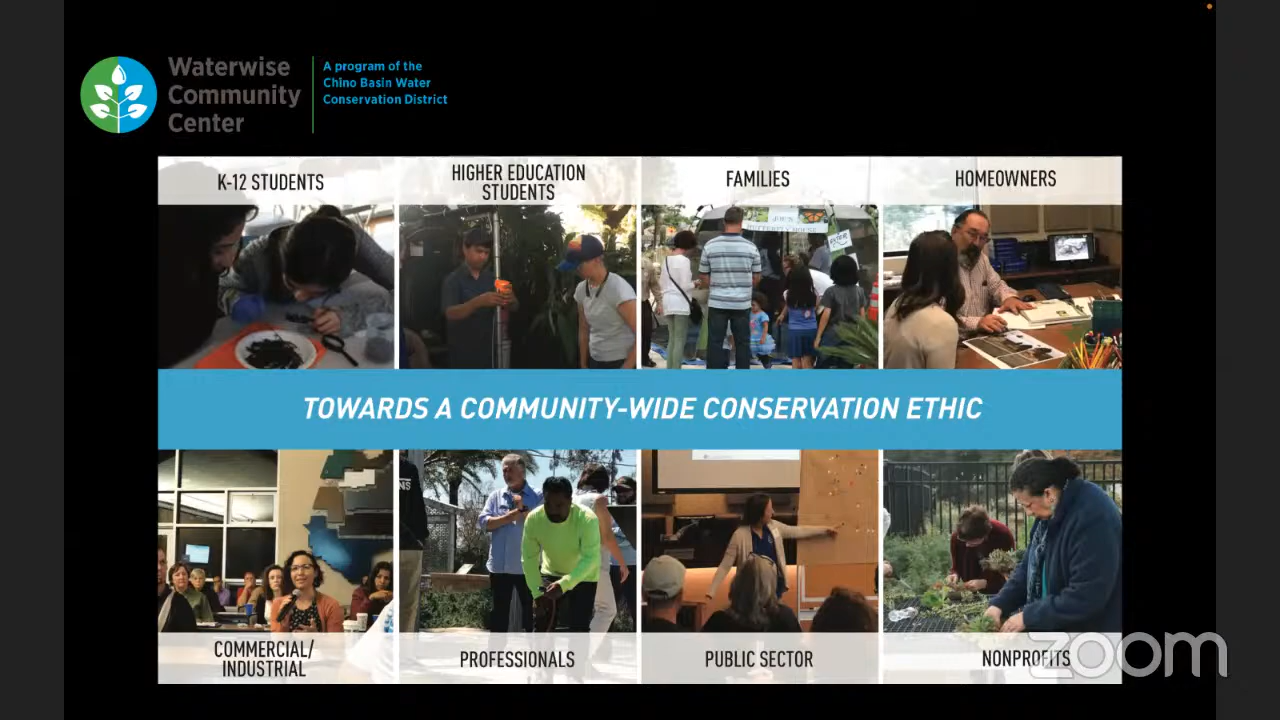 Waterwise
Community
Center
A program of the
Chino Basin Water
Conservation District
K-12 STUDENTS
HIGHER EDUCATION
STUDENTS
FAMILIES
HOMEOWNERS
ENTER
TOWARDS A COMMUNITY-WIDE CONSERVATION ETHIC
COMMERCIAL/
INDUSTRIAL
PROFESSIONALS
PUBLIC SECTOR
NONPROFITS
zoom